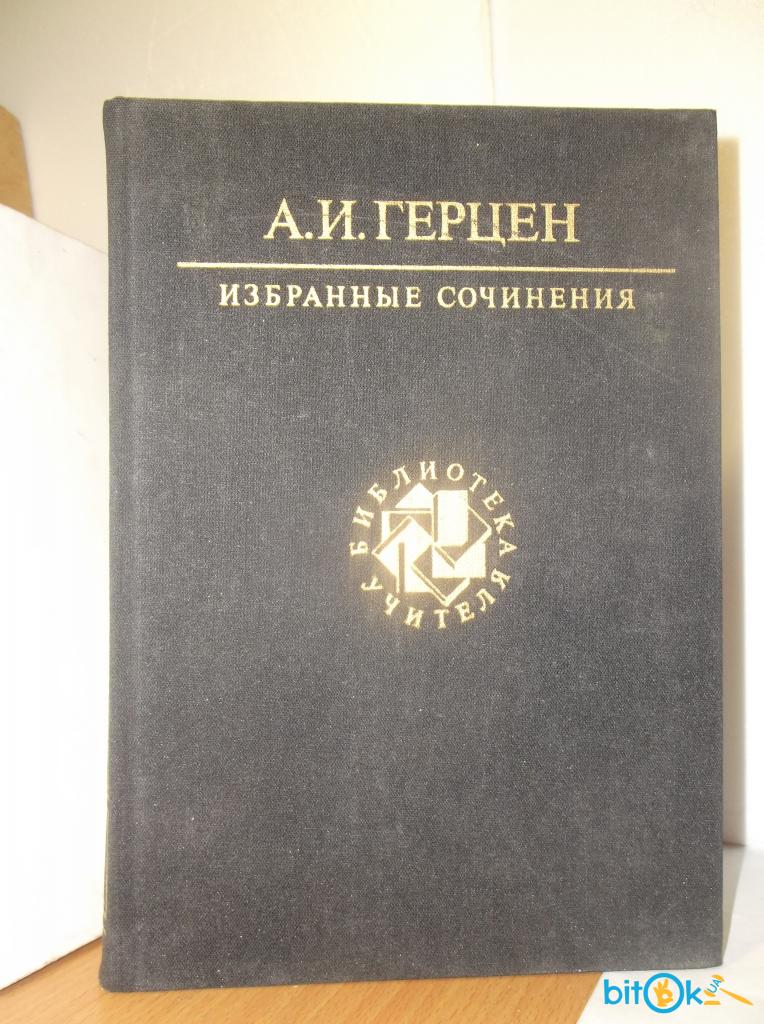 А.И. ГЕРЦЕН
ИЗБРАННЫЕ СОЧИНЕНИЯ
БИБЛИОТЕКА
УЧИТЕЛЯ
bitOk.UA